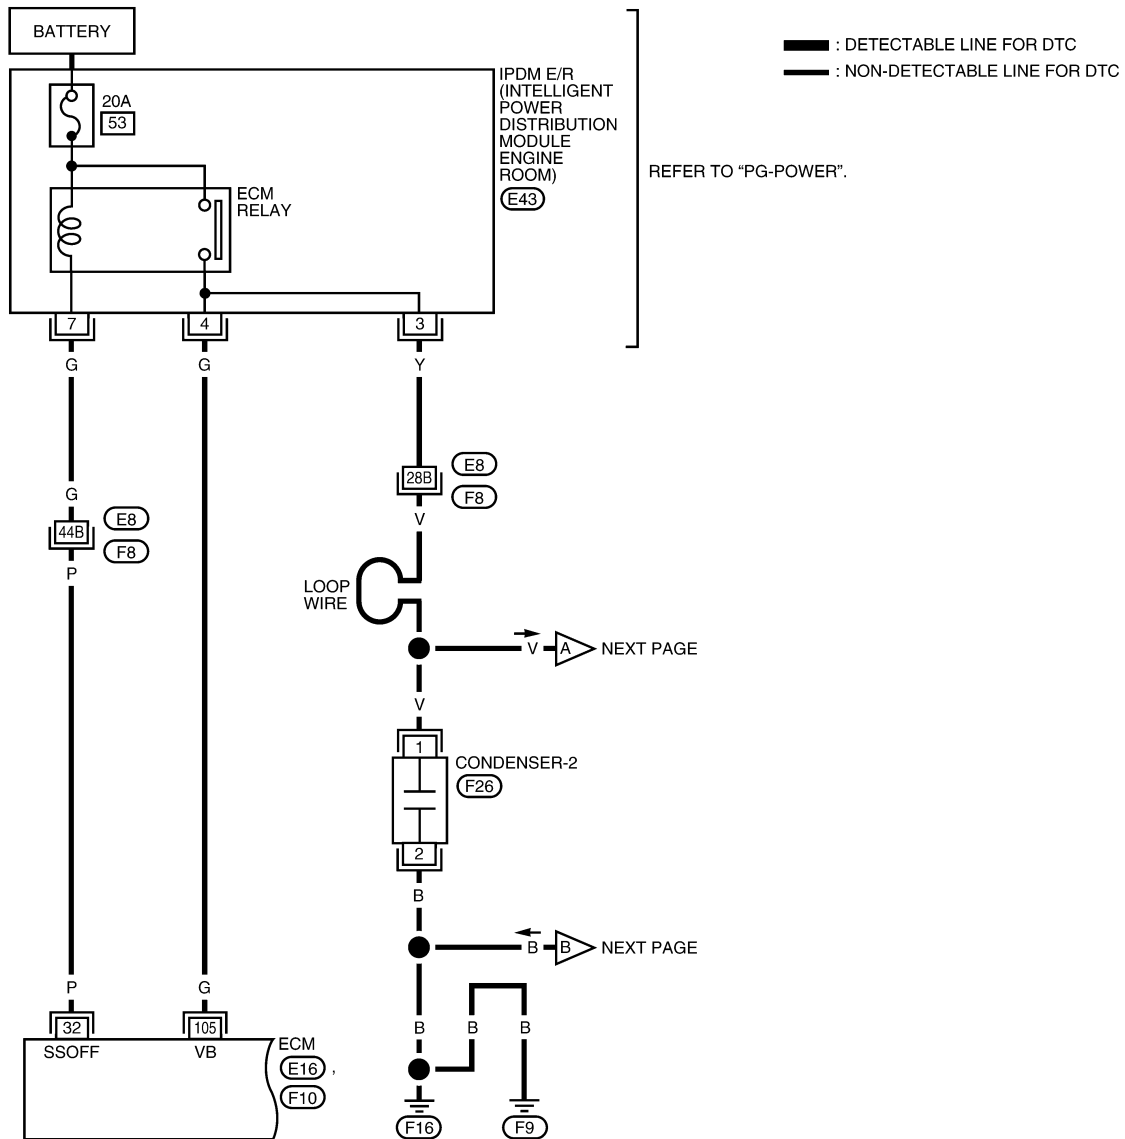 BATTERY
: DETECTABLE LINE FOR DTC
: NON-DETECTABLE LINE FOR DTC
20A
53
IPDM E/R
(INTELLIGENT
POWER
DISTRIBUTION
MODULE
ENGINE
ROOM)
E43
REFER TO “PG-POWER”.
ECM
RELAY
7
4
3
G
G
Y
28B
E8
F8
G
V
44B
E8
F8
P
LOOP
WIRE
V
A
NEXT PAGE
V
1
CONDENSER-2
F26
2
B
B
B
NEXT PAGE
P
G
32
105
B
B
B
SSOFF
VB
ECM
E16 ,
F10
F16
F9